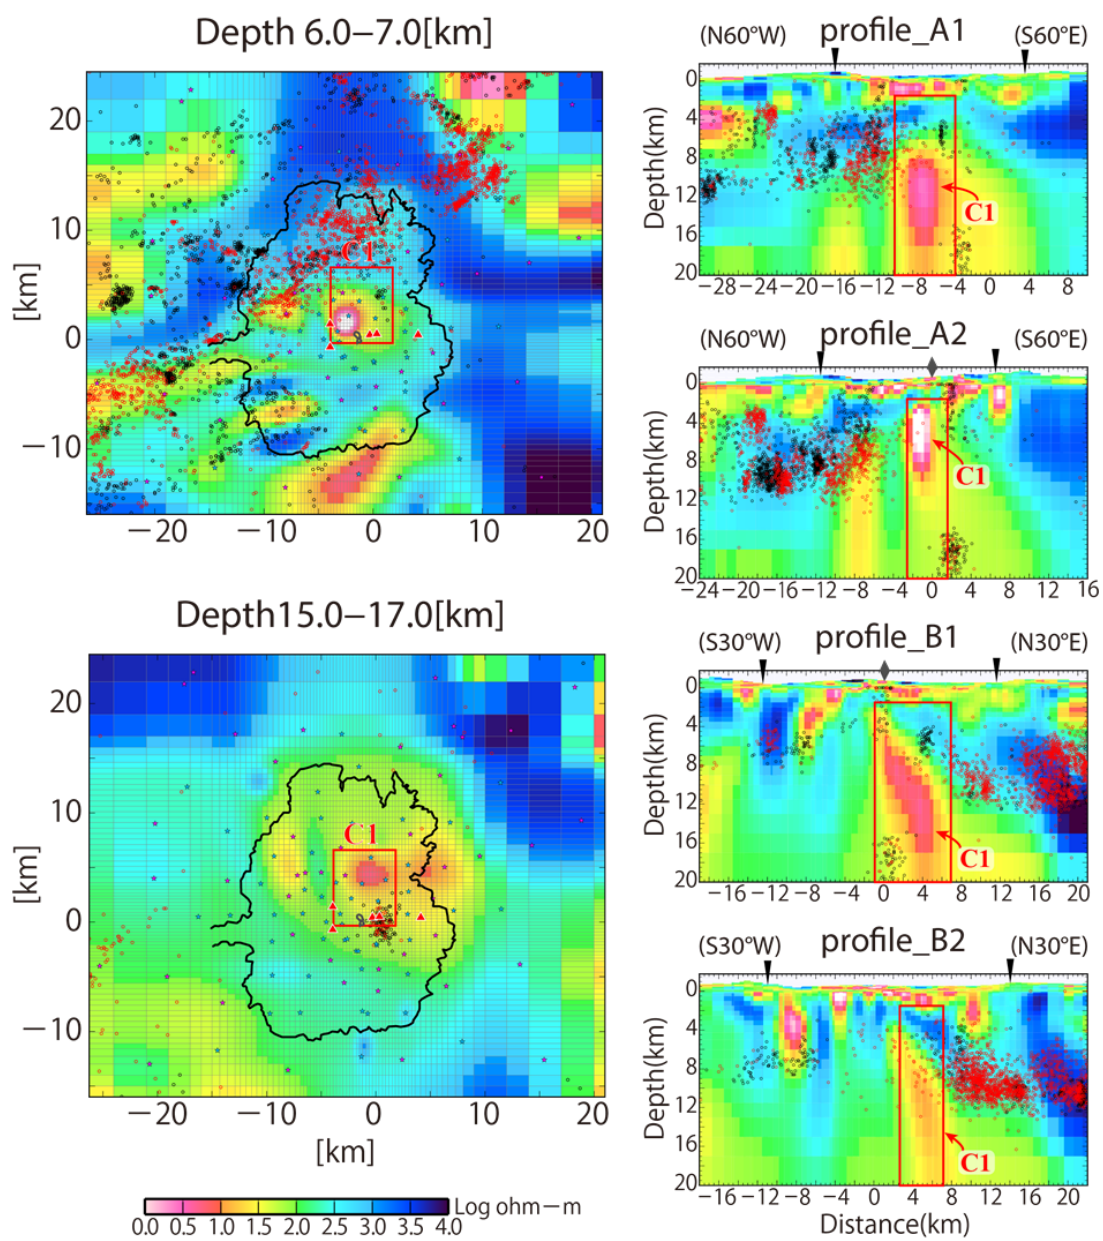 Depth 6.0−7.0[km]
20
10
0
−10
[km]
−20 −10 0 10 20
C1
Depth15.0−17.0[km]
20
10
0
−10
[km]
−20 −10 0 10 20
[km]
C1
0.0 0.5 1.0 1.5 2.0 2.5 3.0 3.5 4.0
Log ohm−m
(N60°W) profile_A1 (S60°E)
0
4
8
12
16
20
Depth(km)
C1
−28 −24 −20 −16 −12 −8 −4 0 4 8
(N60°W) profile_A2 (S60°E)
0
4
8
12
16
20
Depth(km)
C1
−24 −20 −16 −12 −8 −4 0 4 8 12 16
(S30°W) profile_B1 (N30°E)
0
4
8
12
16
20
Depth(km)
C1
−16 −12 −8 −4 0 4 8 12 16 20
(S30°W) profile_B2 (N30°E)
0
4
8
12
16
20
Depth(km)
C1
−16 −12 −8 −4 0 4 8 12 16 20
Distance(km)